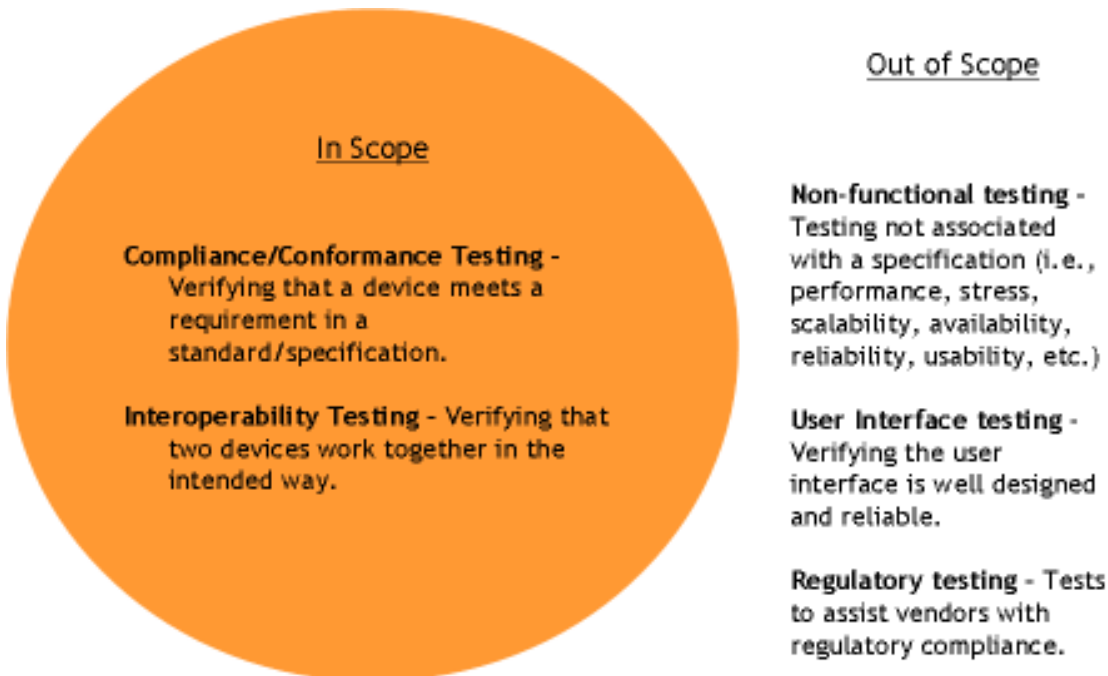 In Scope
Compliance/Conformance Testing -
Verifying that a device meets a
requirement in a
standard/specification.
Interoperability Testing – Verifying that
two devices work together in the
intended way.
Out of Scope
Non-functional testing -
Testing not associated
with a specification (i.e.,
performance, stress,
scalability, availability,
reliability, usability, etc.)
User Interface testing -
Verifying the user
interface is well designed
and reliable.
Regulatory testing - Tests
to assist vendors with
regulatory compliance.